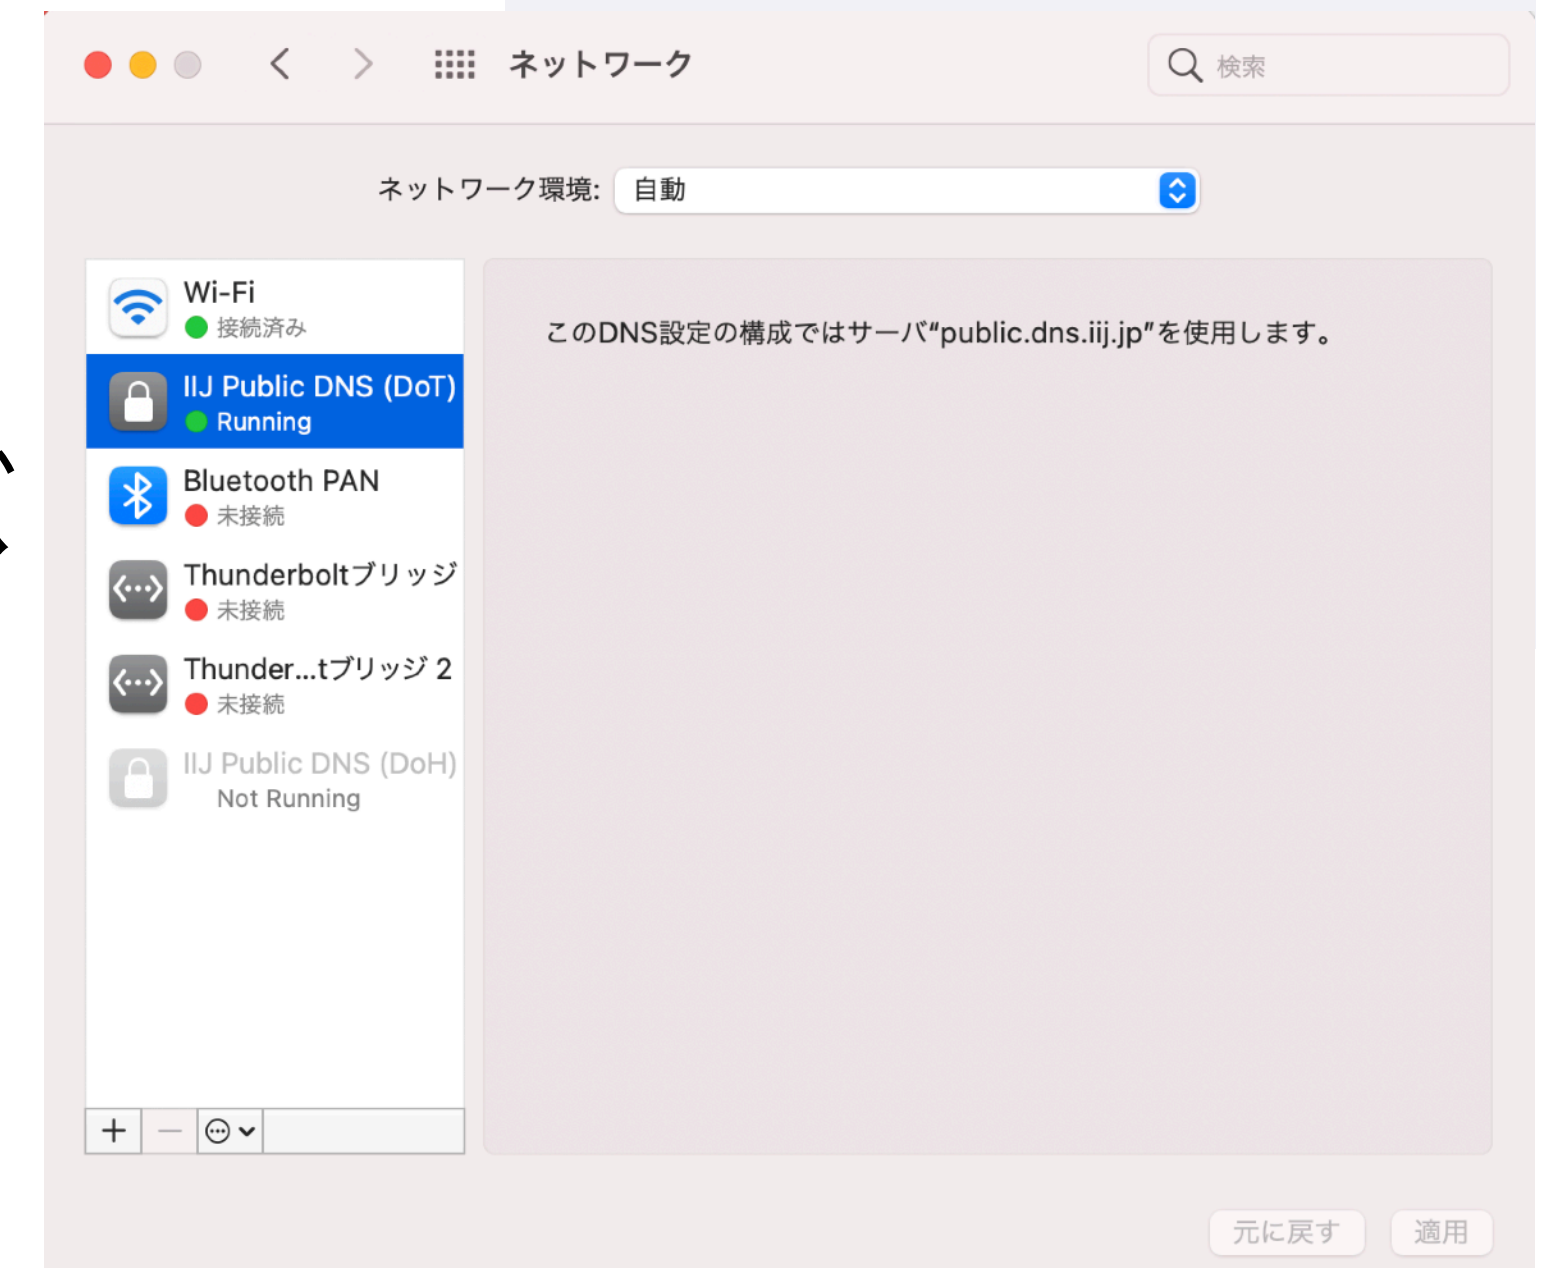 ネットワーク
検索
ネットワーク環境: 自動
Wi-Fi
接続済み
IIJ Public DNS (DoT)
Running
Bluetooth PAN
未接続
Thunderboltブリッジ
未接続
Thunder...tブリッジ 2
未接続
IIJ Public DNS (DoH)
Not Running
このDNS設定の構成ではサーバ“public.dns.iij.jp”を使用します。
元に戻す 適用